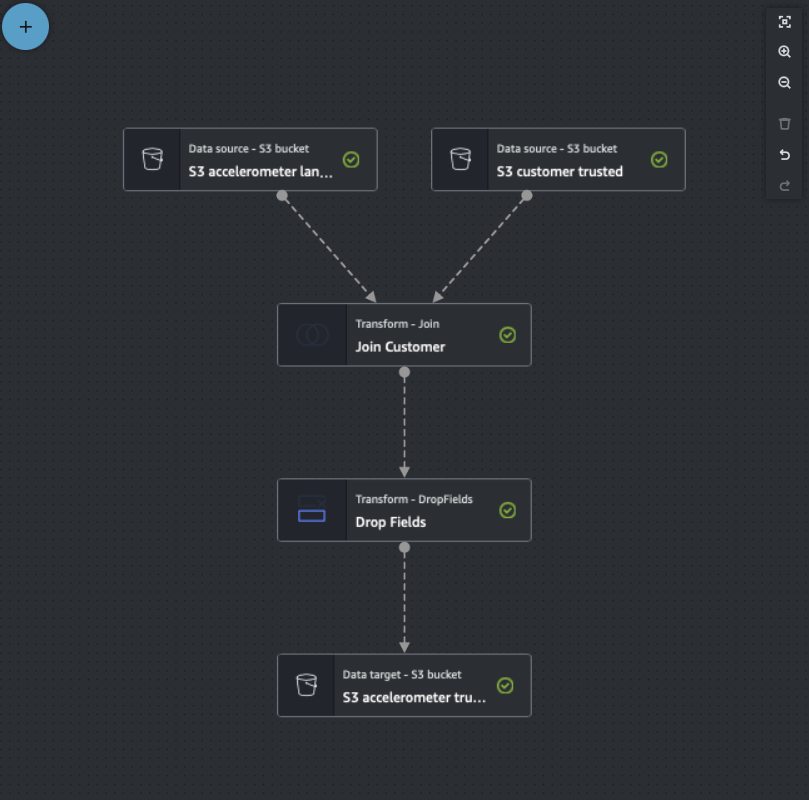 Data source - S3 bucket
S3 accelerometer lan...
Data source - S3 bucket
S3 customer trusted
Transform - Join
Join Customer
Transform - DropFields
Drop Fields
Data target - S3 bucket
S3 accelerometer tru...